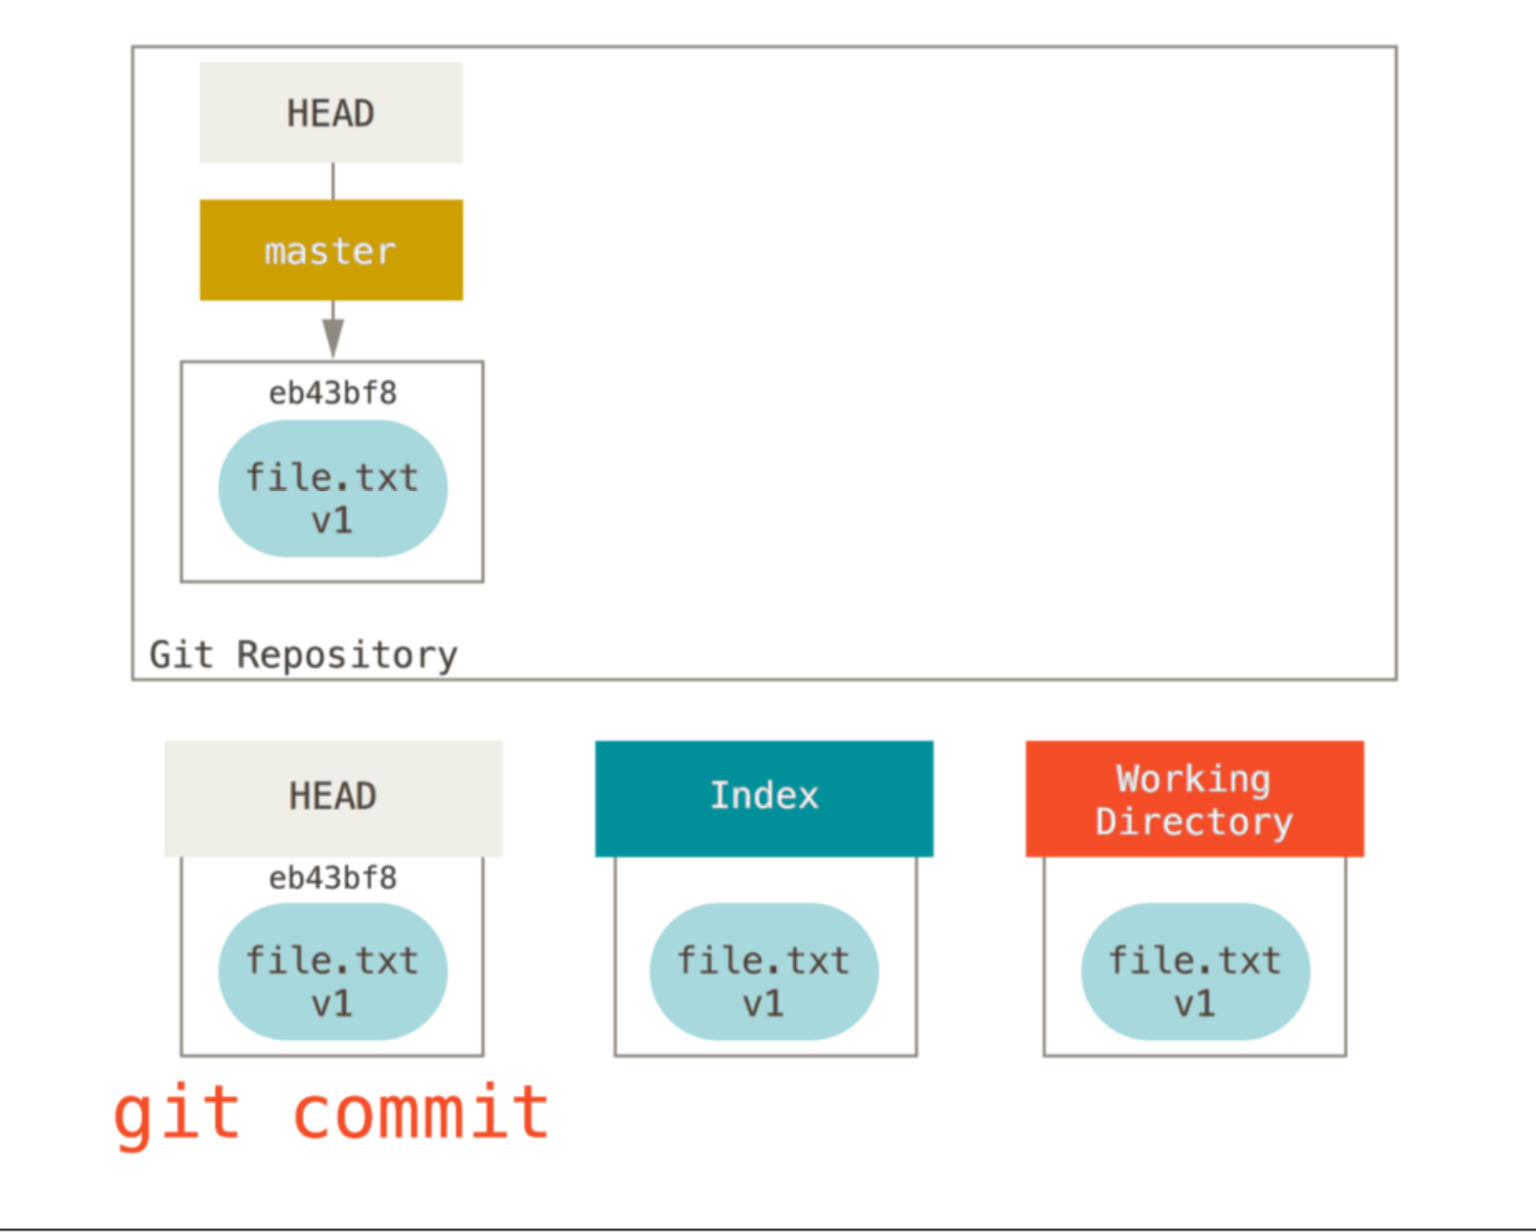 HEAD
master
eb43bf8
file.txt
v1
Git Repository
HEAD
Index
Working
Directory
eb43bf8
file.txt
v1
file.txt
v1
file.txt
v1
git commit